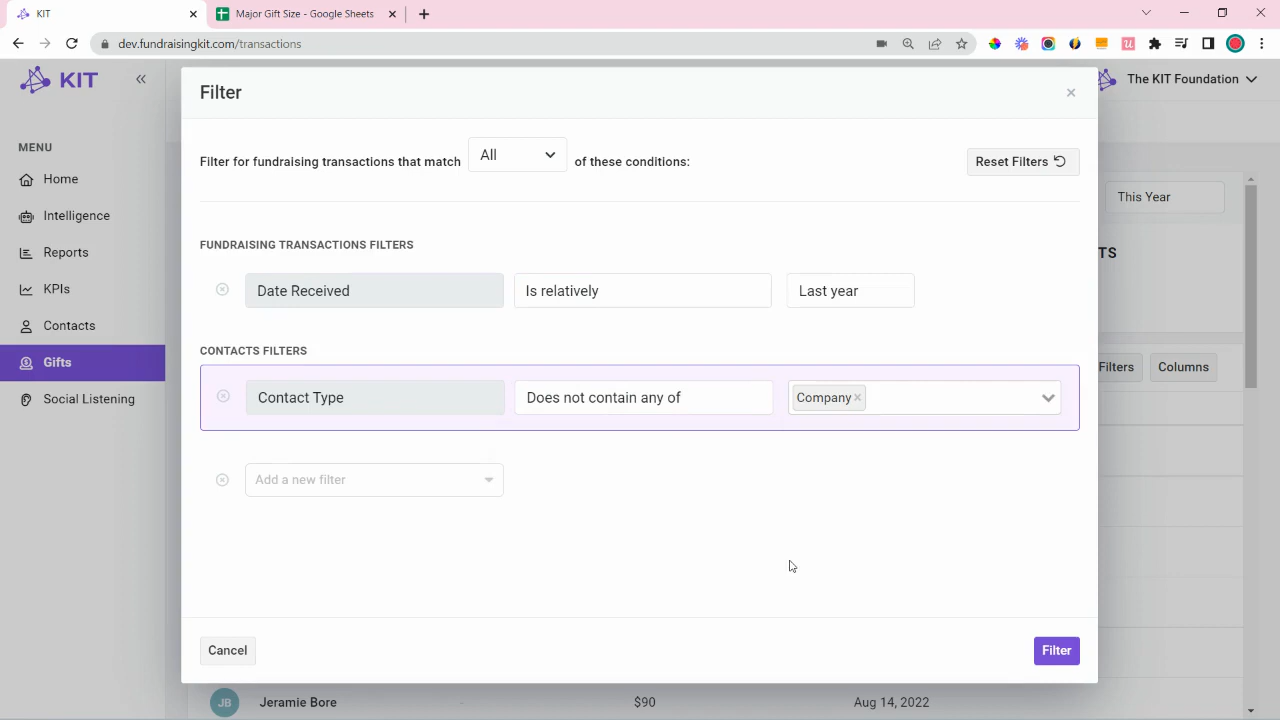 KIT
Major Gift Size - Google Sheets
dev.fundraisingkit.com/transactions
KIT
The KIT Foundation
MENU
Home
Intelligence
Reports
KPIs
Contacts
Gifts
Social Listening
Filter
Filter for fundraising transactions that match All of these conditions:
Reset Filters
FUNDRAISING TRANSACTIONS FILTERS
Date Received Is relatively Last year
CONTACTS FILTERS
Contact Type Does not contain any of Company
Add a new filter
Cancel
Filter
This Year
TS
Filters
Columns
JB Jeramie Bore - $90 Aug 14, 2022